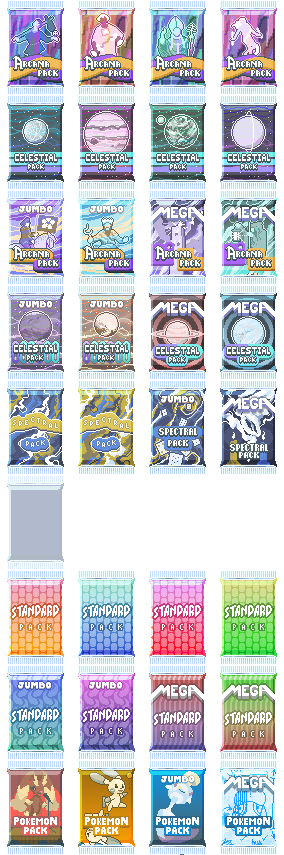 ARCANA PACK
ARCANA PACK
ARCANA PACK
ARCANA PACK
CELESTIAL PACK
CELESTIAL PACK
CELESTIAL PACK
CELESTIAL PACK
JUMBO ARCANA PACK
JUMBO ARCANA PACK
MEGA ARCANA PACK
MEGA ARCANA PACK
JUMBO CELESTIAL PACK
JUMBO CELESTIAL PACK
MEGA CELESTIAL PACK
MEGA CELESTIAL PACK
SPECTRAL PACK
SPECTRAL PACK
JUMBO SPECTRAL PACK
MEGA SPECTRAL PACK
STANDARD PACK
STANDARD PACK
STANDARD PACK
STANDARD PACK
JUMBO STANDARD PACK
JUMBO STANDARD PACK
MEGA STANDARD PACK
MEGA STANDARD PACK
POKEMON PACK
POKEMON PACK
JUMBO POKEMON PACK
MEGA POKEMON PACK